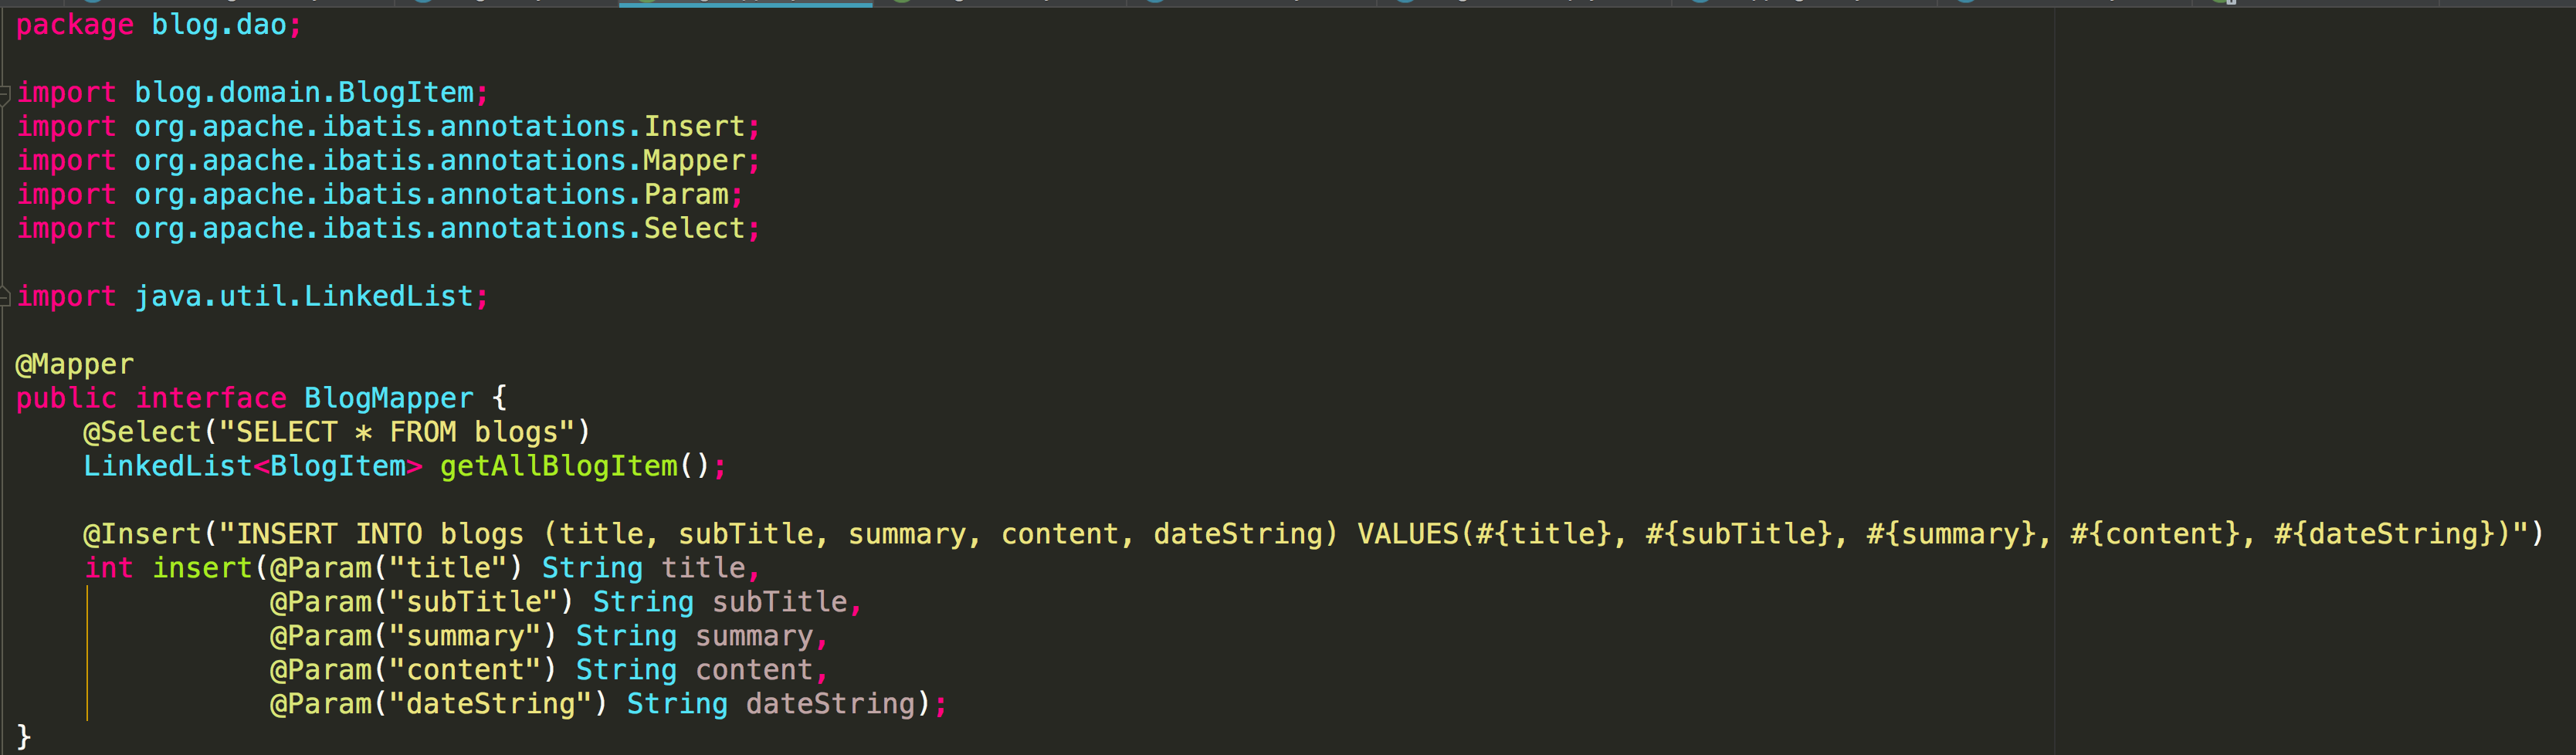 package blog.dao;
import blog.domain.BlogItem;
import org.apache.ibatis.annotations.Insert;
import org.apache.ibatis.annotations.Mapper;
import org.apache.ibatis.annotations.Param;
import org.apache.ibatis.annotations.Select;
import java.util.LinkedList;
@Mapper
public interface BlogMapper {
@Select("SELECT * FROM blogs")
LinkedList<BlogItem> getAllBlogItem();
@Insert("INSERT INTO blogs (title, subTitle, summary, content, dateString) VALUES(#{title}, #{subTitle}, #{summary}, #{content}, #{dateString})")
int insert(@Param("title") String title,
@Param("subTitle") String subTitle,
@Param("summary") String summary,
@Param("content") String content,
@Param("dateString") String dateString);
}